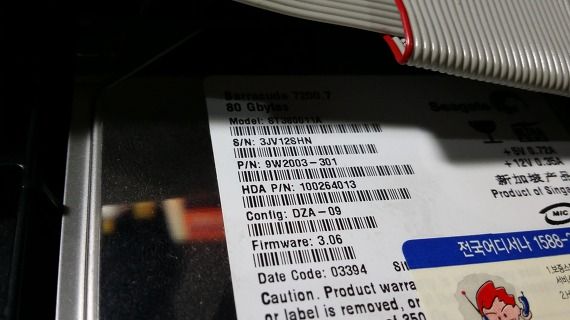 Barracuda 7200.7
80 Gbytes
Seagate
Model: ST380011A
S/N: 3JV12SHN
P/N: 9W2003-301
HDA P/N: 100264013
Config: DZA-09
Firmware: 3.06
Date Code: 03394
Caution. Product warra
or label is removed, or
+5V 0.72A
+12V 0.35A
新加坡产品
Product of Singa
MIC
전국어디서나 1588-